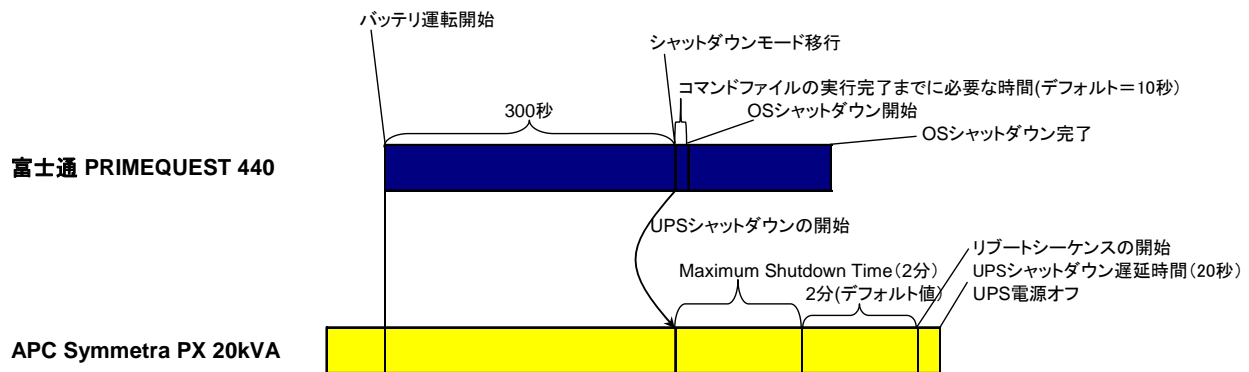 バッテリ運転開始
シャットダウンモード移行
コマンドファイルの実行完了までに必要な時間(デフォルト=10秒)
300秒
OSシャットダウン開始
OSシャットダウン完了
富士通 PRIMEQUEST 440
UPSシャットダウンの開始
リブートシーケンスの開始
Maximum Shutdown Time(2分)
UPSシャットダウン遅延時間(20秒)
2分(デフォルト値)
UPS電源オフ
APC Symmetra PX 20kVA